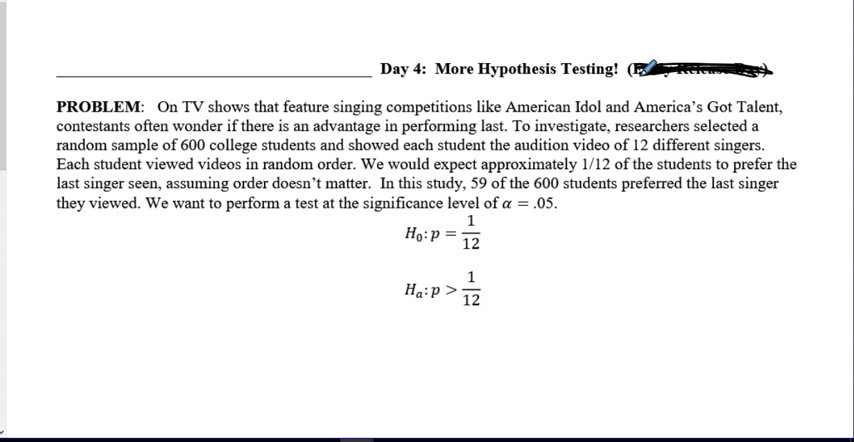 Day 4: More Hypothesis Testing! (
PROBLEM: On TV shows that feature singing competitions like American Idol and America's Got Talent,
contestants often wonder if there is an advantage in performing last. To investigate, researchers selected a
random sample of 600 college students and showed each student the audition video of 12 different singers.
Each student viewed videos in random order. We would expect approximately 1/12 of the students to prefer the
last singer seen, assuming order doesn't matter. In this study, 59 of the 600 students preferred the last singer
they viewed. We want to perform a test at the significance level of α = .05.
H₀: p = 1/12
Hₐ: p > 1/12